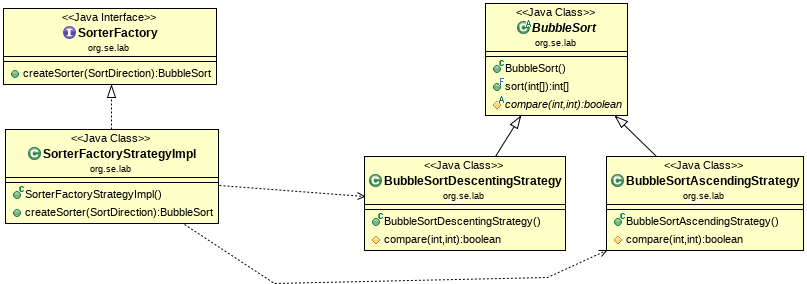 <<Java Interface>>
SorterFactory
org.se.lab
createSorter(SortDirection):BubbleSort
<<Java Class>>
BubbleSort
org.se.lab
BubbleSort()
sort(int[]):int[]
compare(int,int):boolean
<<Java Class>>
SorterFactoryStrategyImpl
org.se.lab
SorterFactoryStrategyImpl()
createSorter(SortDirection):BubbleSort
<<Java Class>>
BubbleSortDescentingStrategy
org.se.lab
BubbleSortDescentingStrategy()
compare(int,int):boolean
<<Java Class>>
BubbleSortAscendingStrategy
org.se.lab
BubbleSortAscendingStrategy()
compare(int,int):boolean